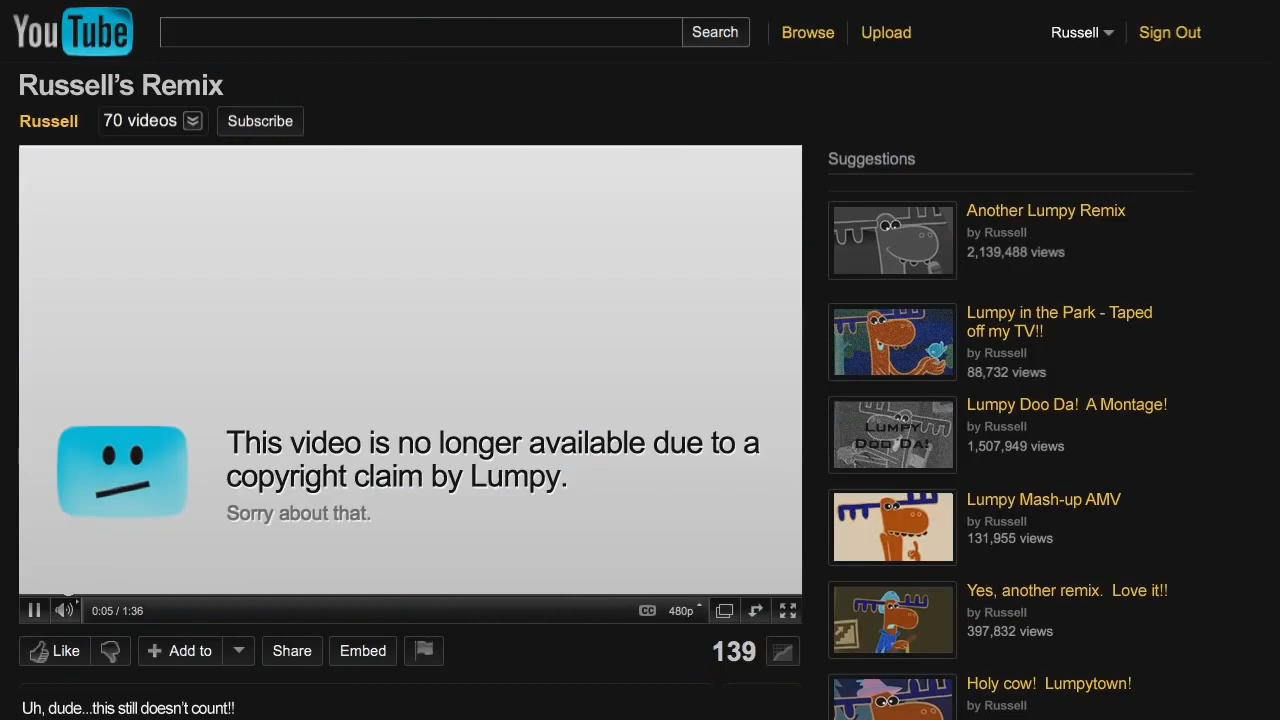 YouTube
Search
Browse
Upload
Russell
Sign Out
Russell’s Remix
Russell
70 videos
Subscribe
This video is no longer available due to a
copyright claim by Lumpy.
Sorry about that.
0:05 / 1:36
CC
480p
Like
+ Add to
Share
Embed
139
Uh, dude...this still doesn’t count!!
Suggestions
Another Lumpy Remix
by Russell
2,139,488 views
Lumpy in the Park - Taped
off my TV!!
by Russell
88,732 views
LUMPY
DOO DA!
Lumpy Doo Da!  A Montage!
by Russell
1,507,949 views
Lumpy Mash-up AMV
by Russell
131,955 views
Yes, another remix.  Love it!!
by Russell
397,832 views
Holy cow!  Lumpytown!
by Russell